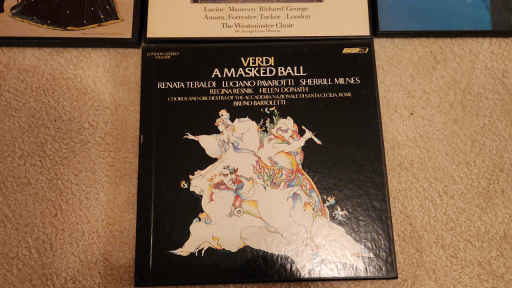 Lucine, Maureen, Richard, George
Amara, Forrester, Tucker, London
The Westminster Choir
VERDI
A MASKED BALL
RENATA TEBALDI LUCIANO PAVAROTTI SHERRILL MILNES
REGINA RESNIK HELEN DONATH
CHORUS AND ORCHESTRA OF THE ACCADEMIA NAZIONALE DI SANTA CECILIA, ROME
BRUNO BARTOLETTI